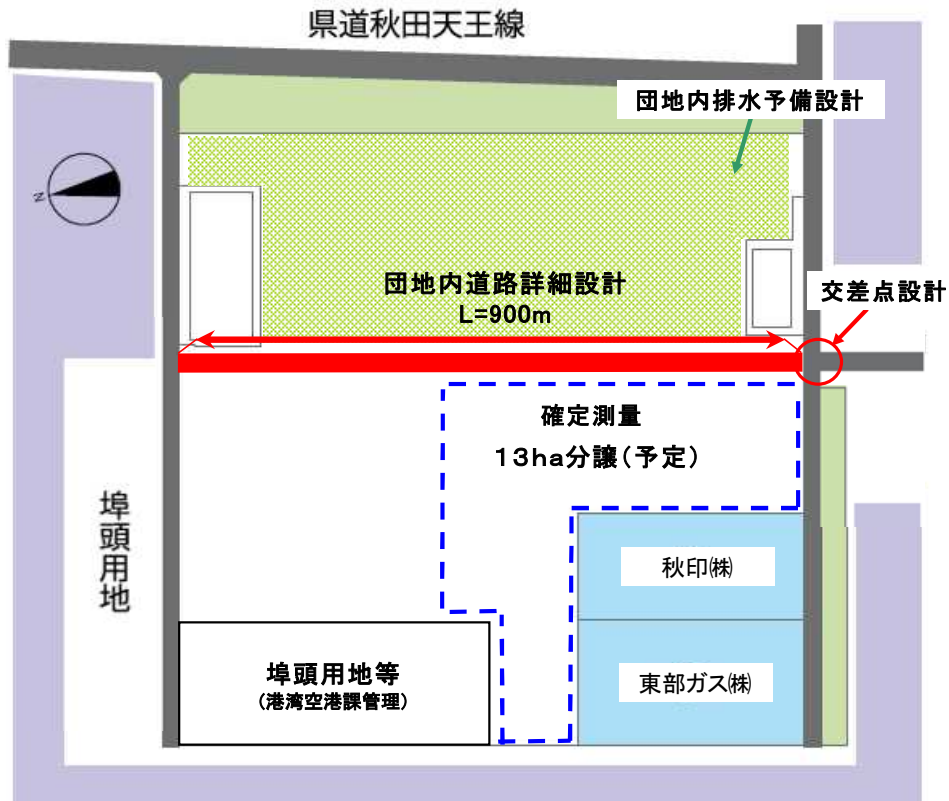 県道秋田天王線
団地内排水予備設計
N
団地内道路詳細設計
L=900m
交差点設計
確定測量
13ha分譲(予定)
埠頭用地
秋印㈱
埠頭用地等
(港湾空港課管理)
東部ガス㈱